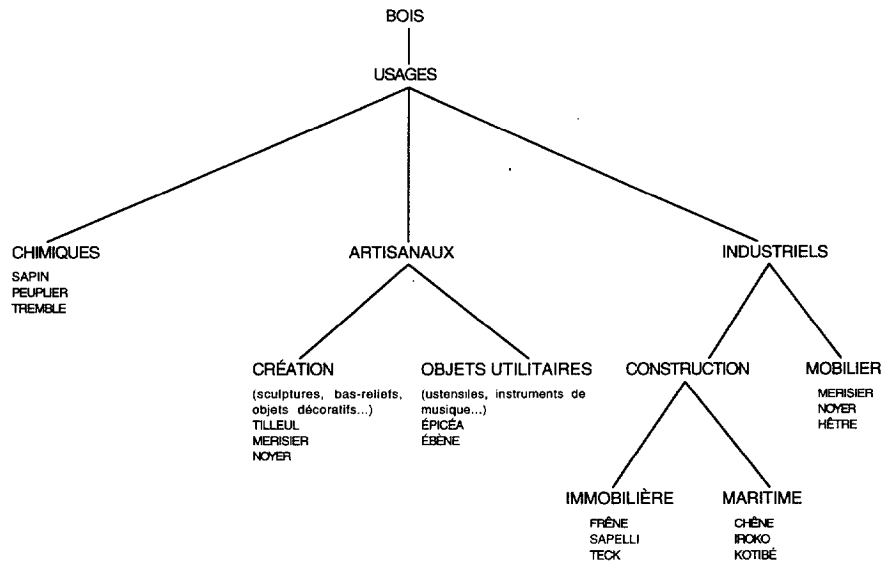 BOIS
USAGES
CHIMIQUES
SAPIN
PEUPLIER
TREMBLE
ARTISANAUX
INDUSTRIELS
CRÉATION
(sculptures, bas-reliefs,
objets décoratifs...)
TILLEUL
MERISIER
NOYER
OBJETS UTILITAIRES
(ustensiles, instruments de
musique...)
ÉPICÉA
ÉBÈNE
CONSTRUCTION
MOBILIER
MERISIER
NOYER
HÊTRE
IMMOBILIÈRE
FRÊNE
SAPELLI
TECK
MARITIME
CHÊNE
IROKO
KOTIBÉ